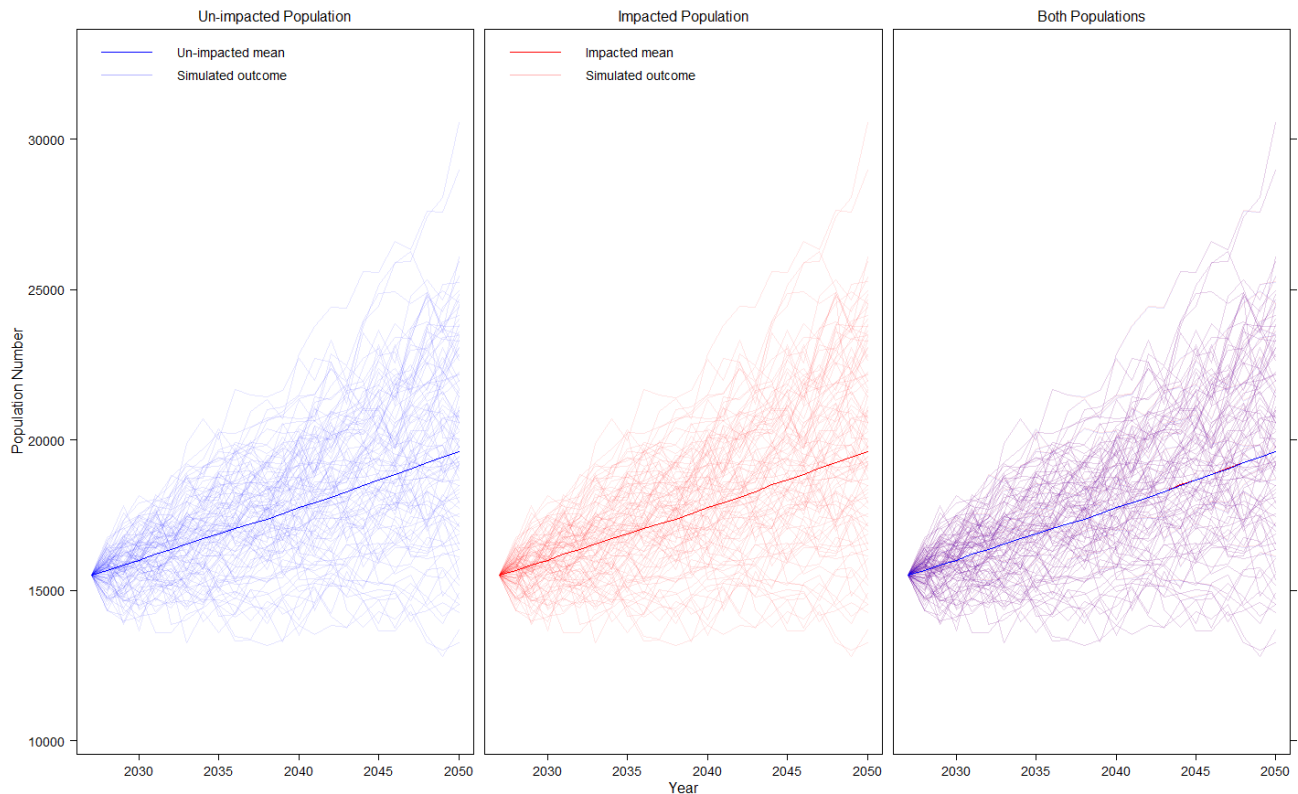 Un-impacted Population
Impacted Population
Both Populations
Un-impacted mean
Simulated outcome
Impacted mean
Simulated outcome
30000
25000
20000
15000
10000
Population Number
2030 2035 2040 2045 2050
2030 2035 2040 2045 2050
2030 2035 2040 2045 2050
Year